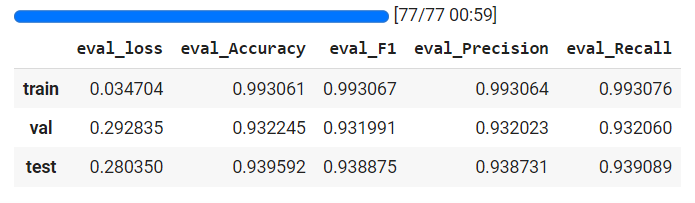 [77/77 00:59]
eval_loss eval_Accuracy eval_F1 eval_Precision eval_Recall
train 0.034704 0.993061 0.993067 0.993064 0.993076
val 0.292835 0.932245 0.931991 0.932023 0.932060
test 0.280350 0.939592 0.938875 0.938731 0.939089